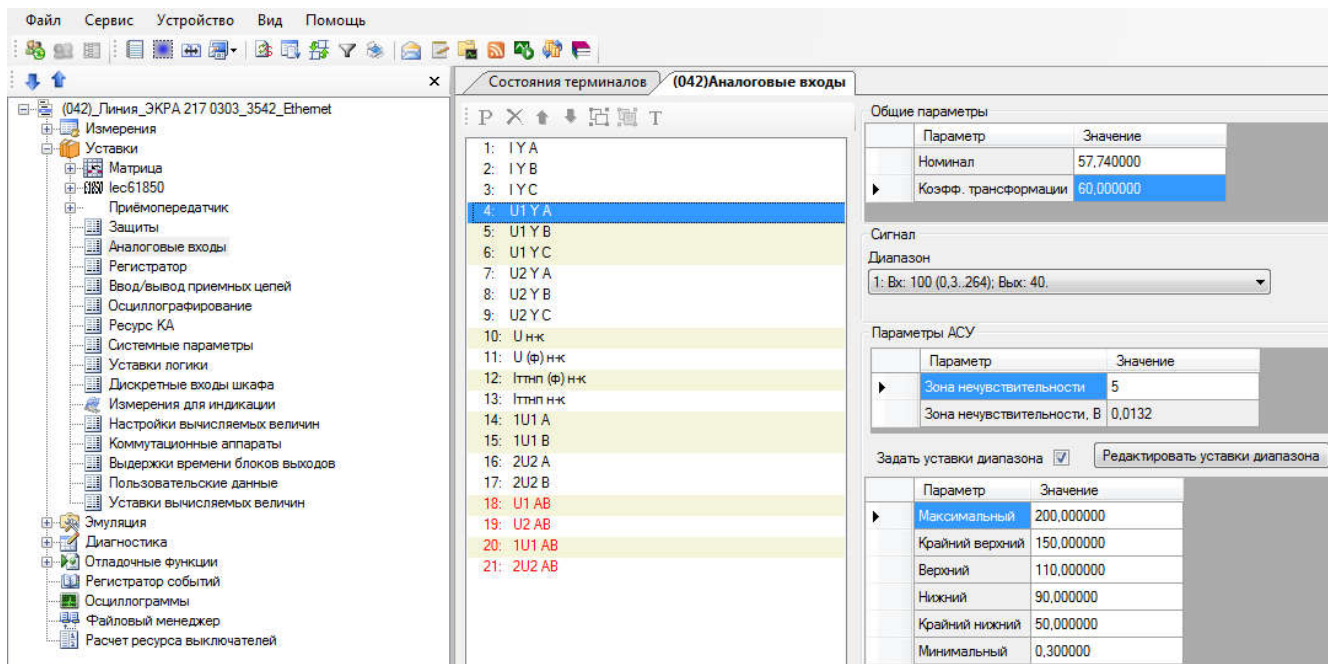 Файл Сервис Устройство Вид Помощь
(042)_Линия_ЭКРА 217 0303_3542_Ethernet
Измерения
Уставки
Матрица
Iec61850
Приёмопередатчик
Защиты
Аналоговые входы
Регистратор
Ввод/вывод приемных цепей
Осциллографирование
Ресурс КА
Системные параметры
Уставки логики
Дискретные входы шкафа
Измерения для индикации
Настройки вычисляемых величин
Коммутационные аппараты
Выдержки времени блоков выходов
Пользовательские данные
Уставки вычисляемых величин
Эмуляция
Диагностика
Отладочные функции
Регистратор событий
Осциллограммы
Файловый менеджер
Расчет ресурса выключателей
Состояния терминалов (042)Аналоговые входы
P T
1: I Y A
2: I Y B
3: I Y C
4: U1 Y A
5: U1 Y B
6: U1 Y C
7: U2 Y A
8: U2 Y B
9: U2 Y C
10: U н-к
11: U (ф) н-к
12: Iтнп (ф) н-к
13: Iтнп н-к
14: 1U1 A
15: 1U1 B
16: 2U2 A
17: 2U2 B
18: U1 AB
19: U2 AB
20: 1U1 AB
21: 2U2 AB
Общие параметры
Параметр Значение
Номинал 57,740000
Коэфф. трансформации 60,000000
Сигнал
Диапазон
1: Вх: 100 (0,3..264); Вых: 40.
Параметры АСУ
Параметр Значение
Зона нечувствительности 5
Зона нечувствительности, В 0,0132
Задать уставки диапазона Редактировать уставки диапазона
Параметр Значение
Максимальный 200,000000
Крайний верхний 150,000000
Верхний 110,000000
Нижний 90,000000
Крайний нижний 50,000000
Минимальный 0,300000